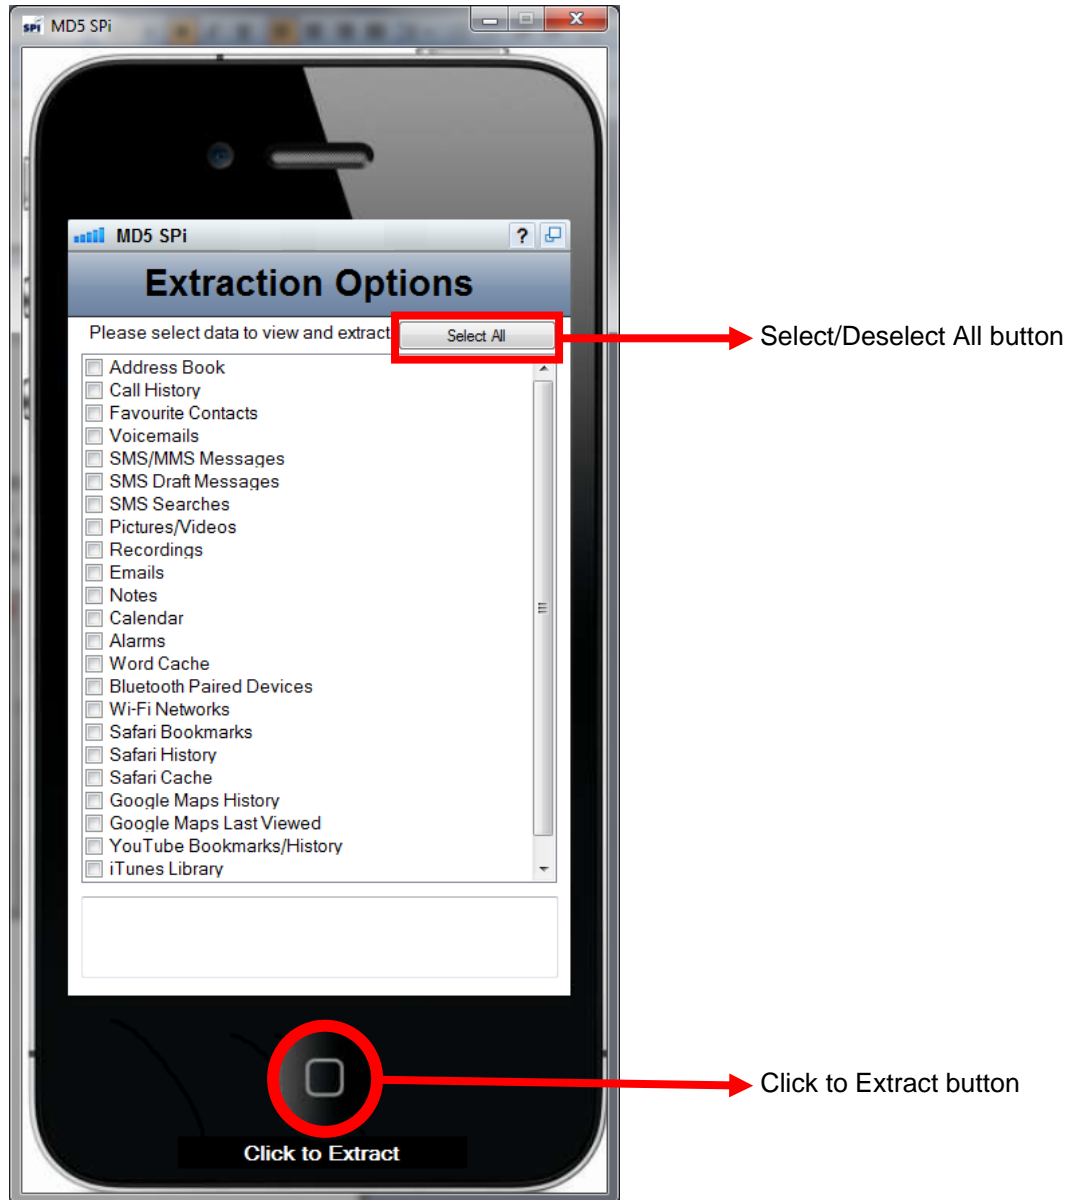 SPi MD5 SPi
MD5 SPi ?
Extraction Options
Please select data to view and extract Select All
Select/Deselect All button
Address Book
Call History
Favourite Contacts
Voicemails
SMS/MMS Messages
SMS Draft Messages
SMS Searches
Pictures/Videos
Recordings
Emails
Notes
Calendar
Alarms
Word Cache
Bluetooth Paired Devices
Wi-Fi Networks
Safari Bookmarks
Safari History
Safari Cache
Google Maps History
Google Maps Last Viewed
YouTube Bookmarks/History
iTunes Library
Click to Extract button
Click to Extract